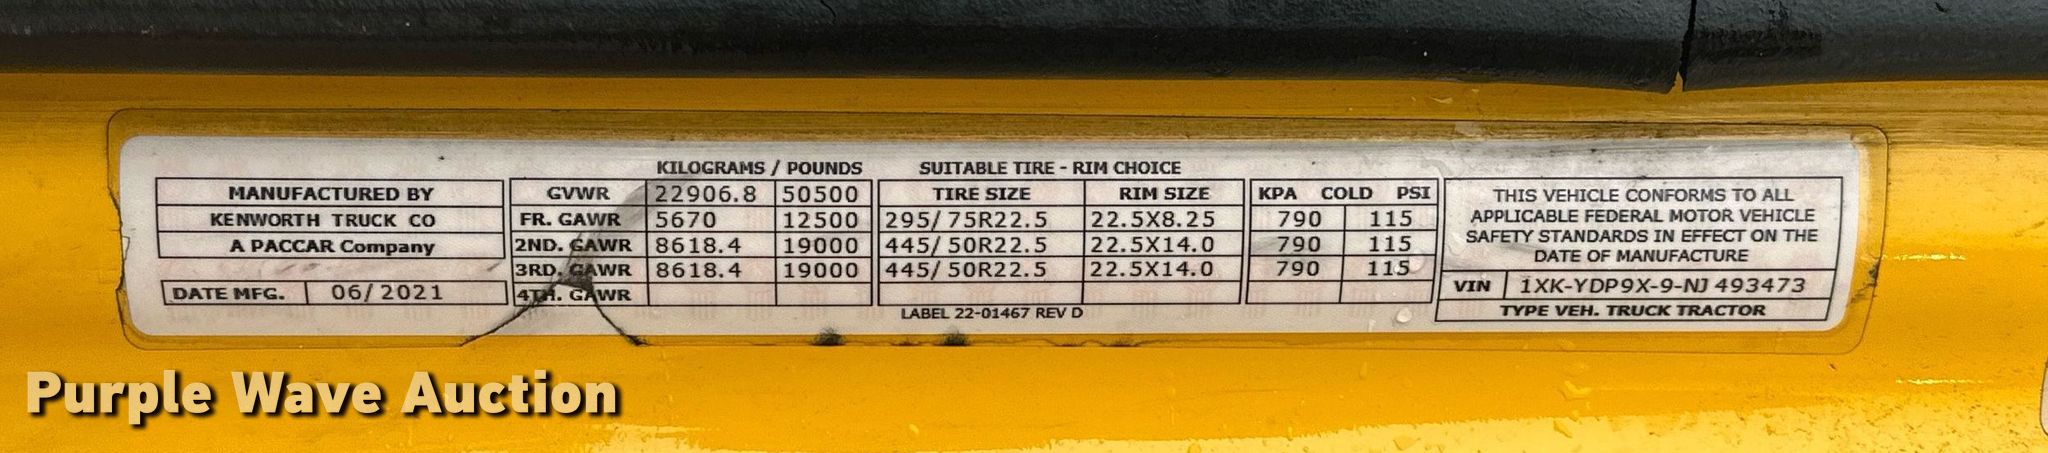 KILOGRAMS / POUNDS SUITABLE TIRE - RIM CHOICE
MANUFACTURED BY GVWR 22906.8 50500 TIRE SIZE RIM SIZE KPA COLD PSI
KENWORTH TRUCK CO FR. GAWR 5670 12500 295/75R22.5 22.5X8.25 790 115
A PACCAR Company 2ND. GAWR 8618.4 19000 445/50R22.5 22.5X14.0 790 115
3RD. GAWR 8618.4 19000 445/50R22.5 22.5X14.0 790 115
DATE MFG. 06/2021 4TH. GAWR
LABEL 22-01467 REV D
THIS VEHICLE CONFORMS TO ALL
APPLICABLE FEDERAL MOTOR VEHICLE
SAFETY STANDARDS IN EFFECT ON THE
DATE OF MANUFACTURE
VIN 1XK-YDP9X-9-NJ 493473
TYPE VEH. TRUCK TRACTOR
Purple Wave Auction